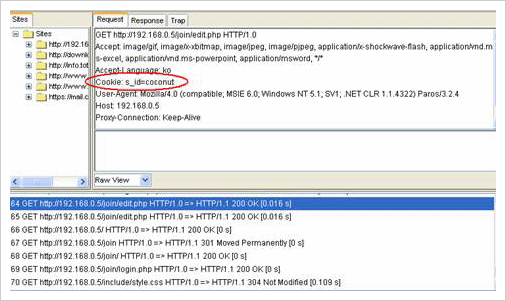 Sites
Request Response Trap
Sites
http://192.16
http://downlo
http://info.tot
http://www
http://www
https://mail.c
GET http://192.168.0.5/join/edit.php HTTP/1.0
Accept: image/gif, image/x-xbitmap, image/jpeg, image/pjpeg, application/x-shockwave-flash, application/vnd.m
s-excel, application/vnd.ms-powerpoint, application/msword, */*
Accept-Language: ko
Cookie: s_id=coconut
User-Agent: Mozilla/4.0 (compatible; MSIE 6.0; Windows NT 5.1; SV1; .NET CLR 1.1.4322) Paros/3.2.4
Host: 192.168.0.5
Proxy-Connection: Keep-Alive
Raw View
64 GET http://192.168.0.5/join/edit.php HTTP/1.0 => HTTP/1.1 200 OK [0.016 s]
65 GET http://192.168.0.5/join/edit.php HTTP/1.0 => HTTP/1.1 200 OK [0.016 s]
66 GET http://192.168.0.5/ HTTP/1.0 => HTTP/1.1 200 OK [0 s]
67 GET http://192.168.0.5/join HTTP/1.0 => HTTP/1.1 301 Moved Permanently [0 s]
68 GET http://192.168.0.5/join/ HTTP/1.0 => HTTP/1.1 200 OK [0 s]
69 GET http://192.168.0.5/join/login.php HTTP/1.0 => HTTP/1.1 200 OK [0 s]
70 GET http://192.168.0.5/include/style.css HTTP/1.0 => HTTP/1.1 304 Not Modified [0.109 s]